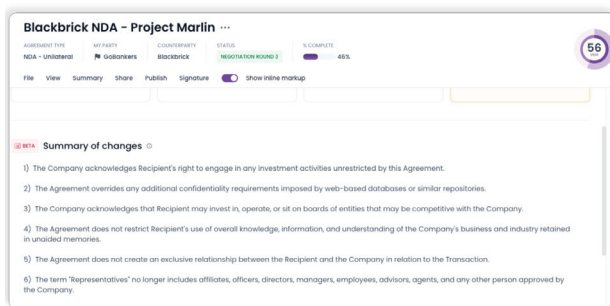 Blackbrick NDA - Project Marlin ...
AGREEMENT TYPE MY PARTY COUNTERPARTY STATUS % COMPLETE
NDA - Unilateral GoBankers Blackbrick NEGOTIATION ROUND 3 46%
56
File View Summary Share Publish Signature Show inline markup
BETA Summary of changes
1) The Company acknowledges Recipient's right to engage in any investment activities unrestricted by this Agreement.
2) The Agreement overrides any additional confidentiality requirements imposed by web-based databases or similar repositories.
3) The Company acknowledges that Recipient may invest in, operate, or sit on boards of entities that may be competitive with the Company.
4) The Agreement does not restrict Recipient's use of overall knowledge, information, and understanding of the Company's business and industry retained
in unaided memories.
5) The Agreement does not create an exclusive relationship between the Recipient and the Company in relation to the Transaction.
6) The term "Representatives" no longer includes affiliates, officers, directors, managers, employees, advisors, agents, and any other person approved by
the Company.